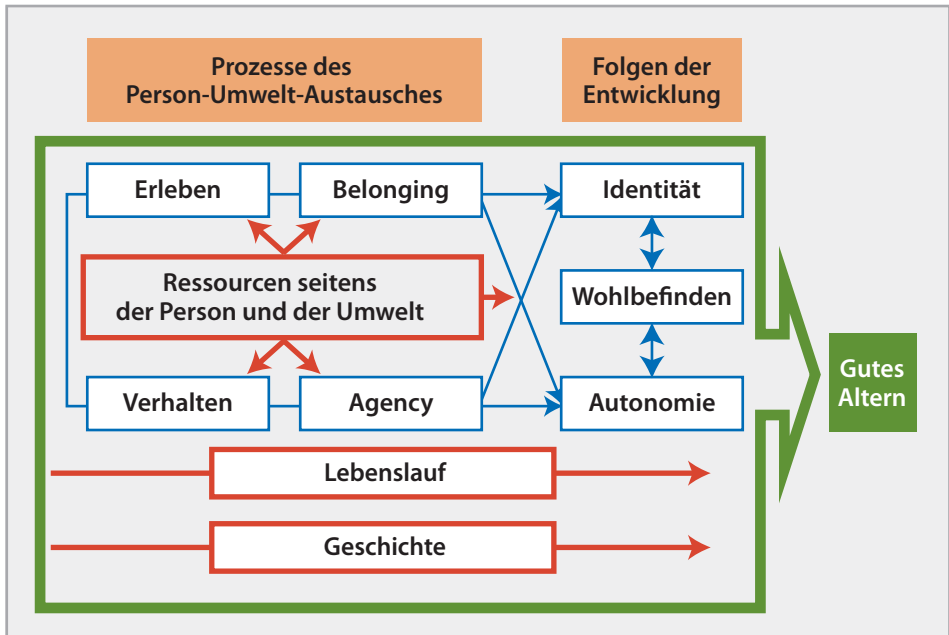 Prozesse des
Person-Umwelt-Austausches
Folgen der
Entwicklung
Erleben
Belonging
Identität
Ressourcen seitens
der Person und der Umwelt
Wohlbefinden
Gutes
Altern
Verhalten
Agency
Autonomie
Lebenslauf
Geschichte